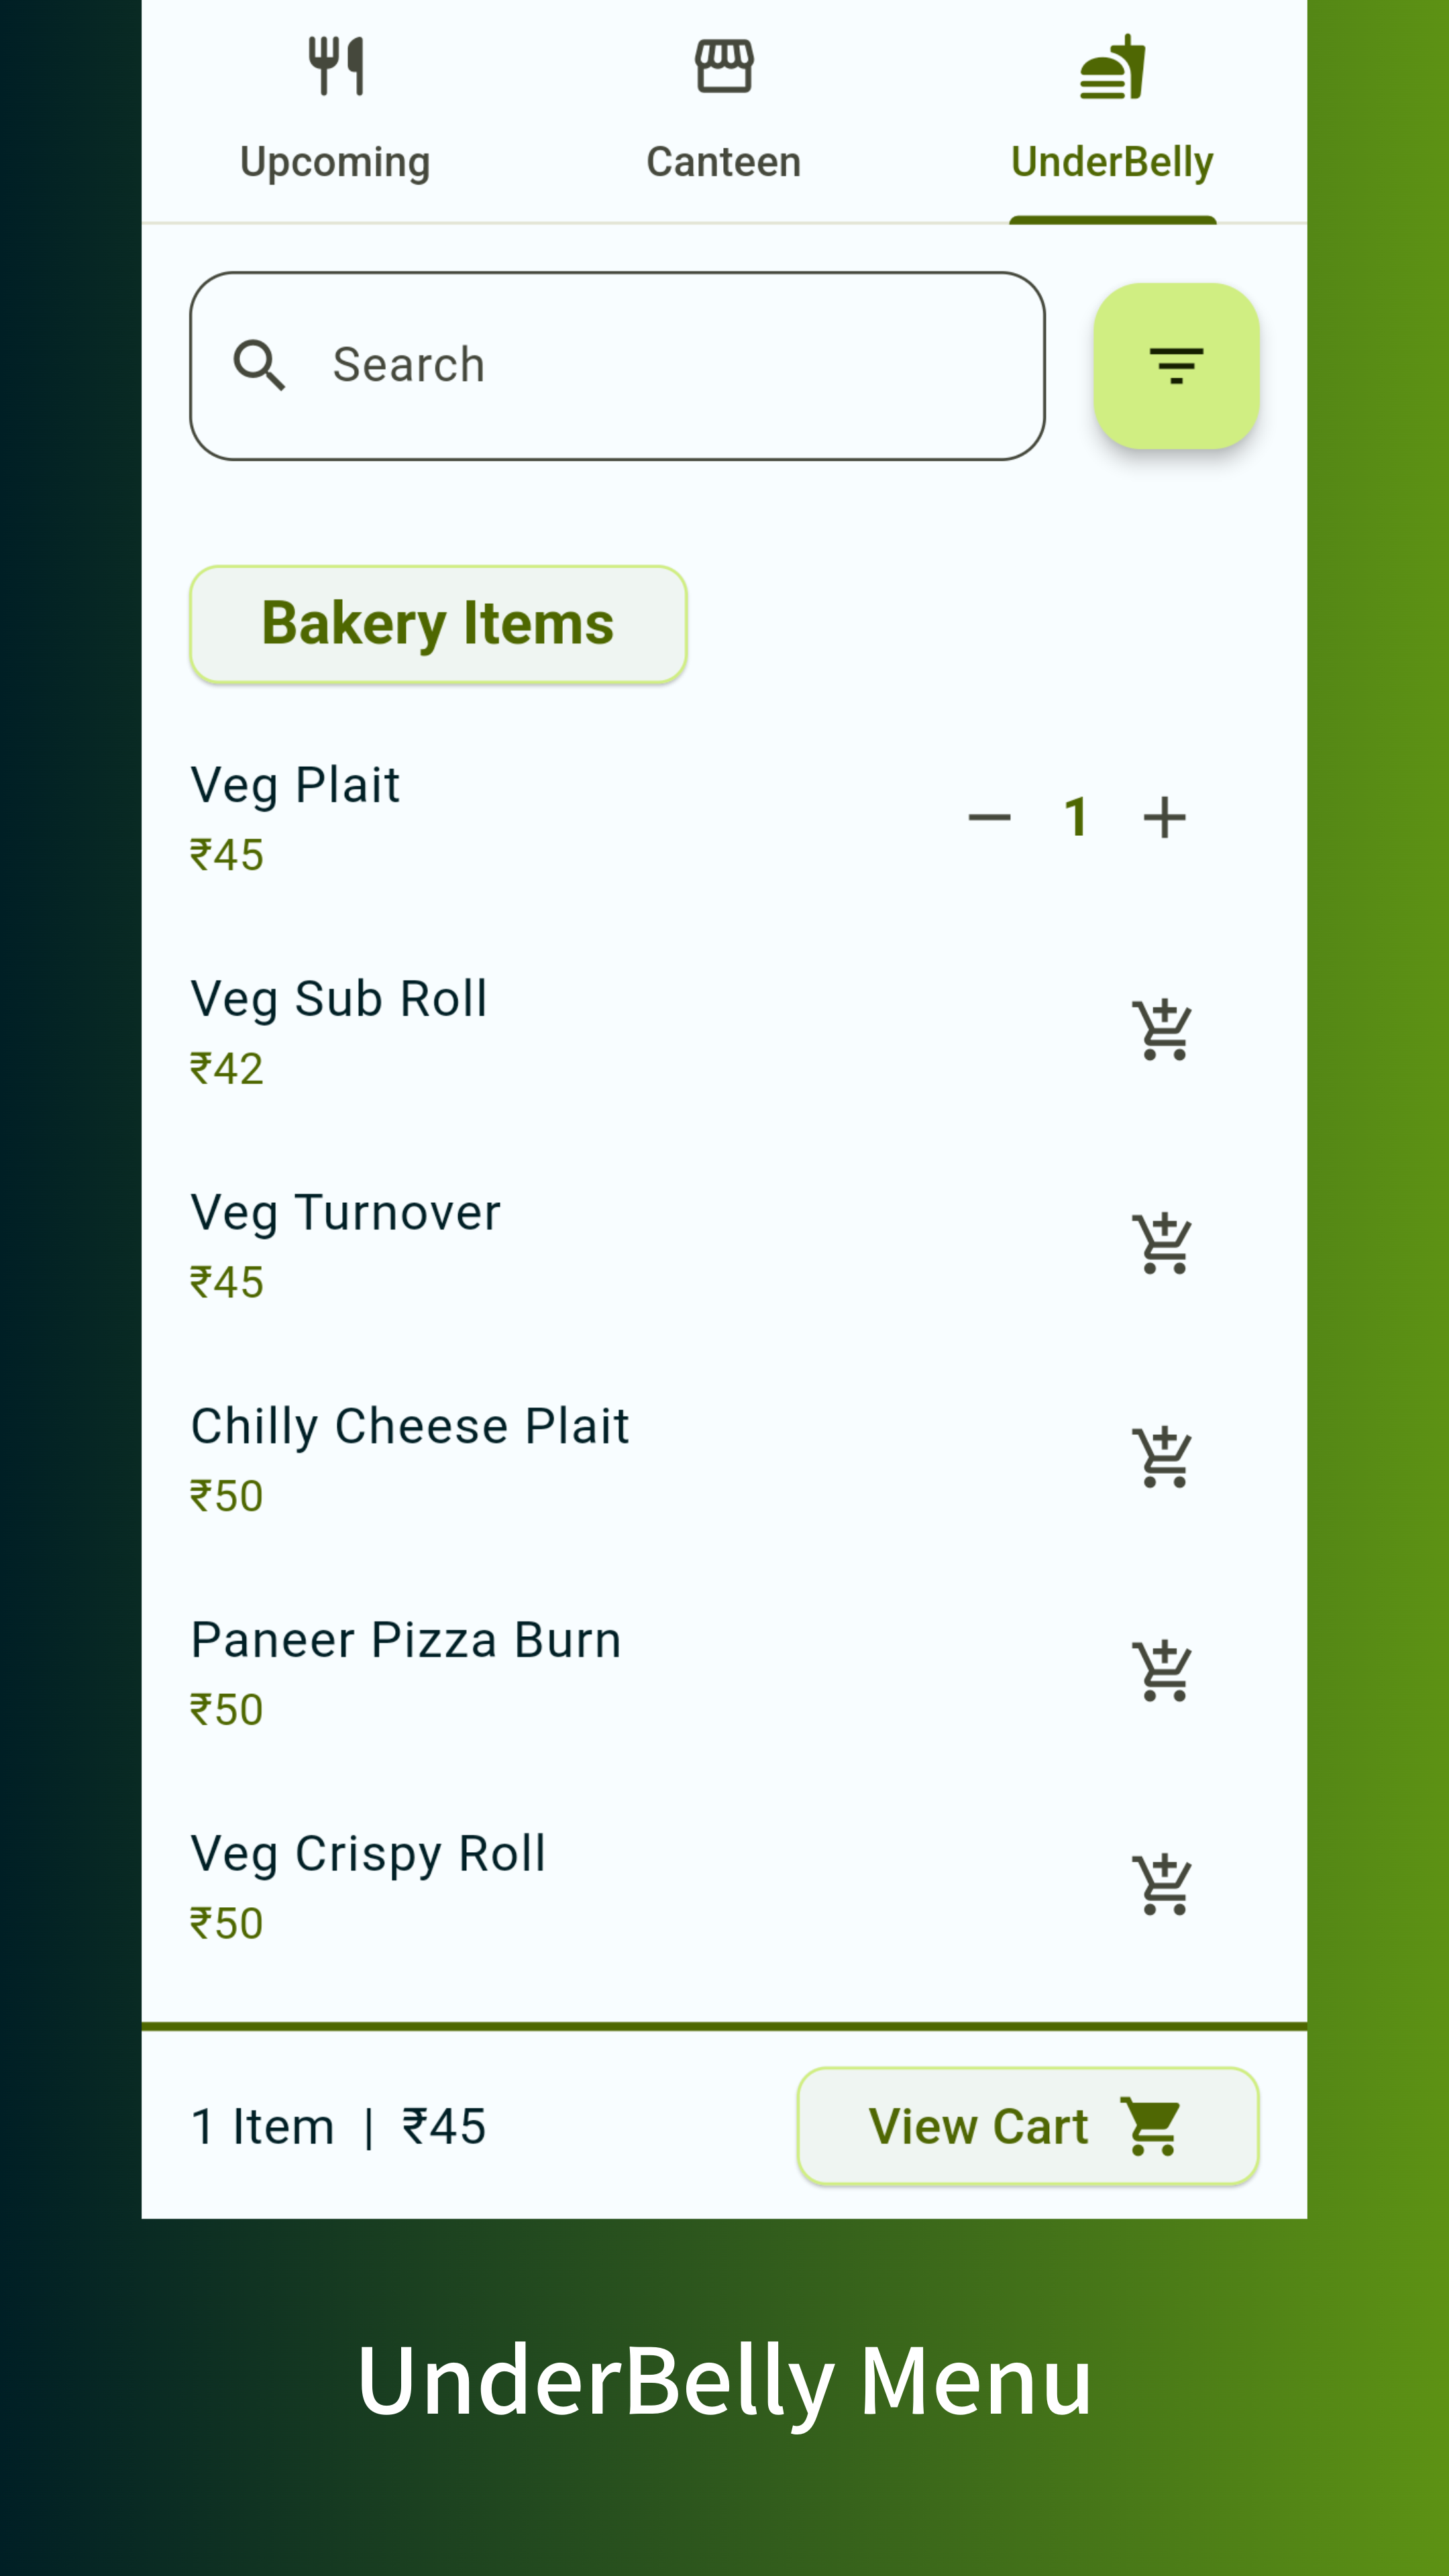 Upcoming Canteen UnderBelly
Search
Bakery Items
Veg Plait
₹45
1
Veg Sub Roll
₹42
Veg Turnover
₹45
Chilly Cheese Plait
₹50
Paneer Pizza Burn
₹50
Veg Crispy Roll
₹50
1 Item | ₹45
View Cart
UnderBelly Menu